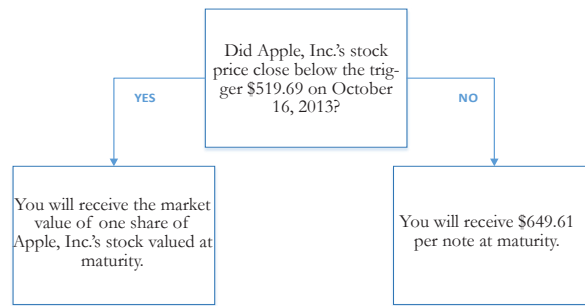 Did Apple, Inc.'s stock
price close below the trig-
ger $519.69 on October
16, 2013?
YES
NO
You will receive the market
value of one share of
Apple, Inc.'s stock valued at
maturity.
You will receive $649.61
per note at maturity.